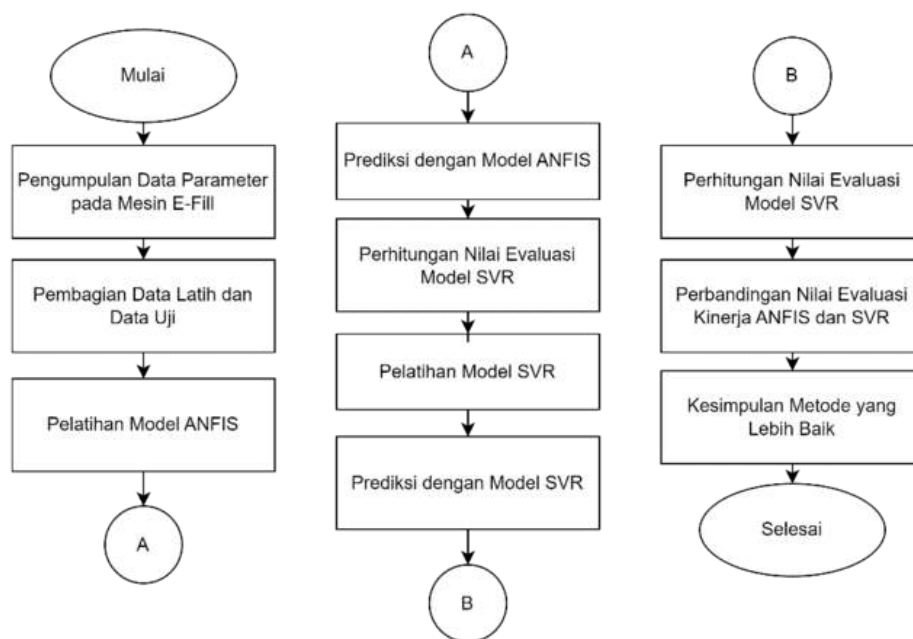 Mulai
Pengumpulan Data Parameter
pada Mesin E-Fill
Pembagian Data Latih dan
Data Uji
Pelatihan Model ANFIS
A
A
Prediksi dengan Model ANFIS
Perhitungan Nilai Evaluasi
Model SVR
Pelatihan Model SVR
Prediksi dengan Model SVR
B
B
Perhitungan Nilai Evaluasi
Model SVR
Perbandingan Nilai Evaluasi
Kinerja ANFIS dan SVR
Kesimpulan Metode yang
Lebih Baik
Selesai